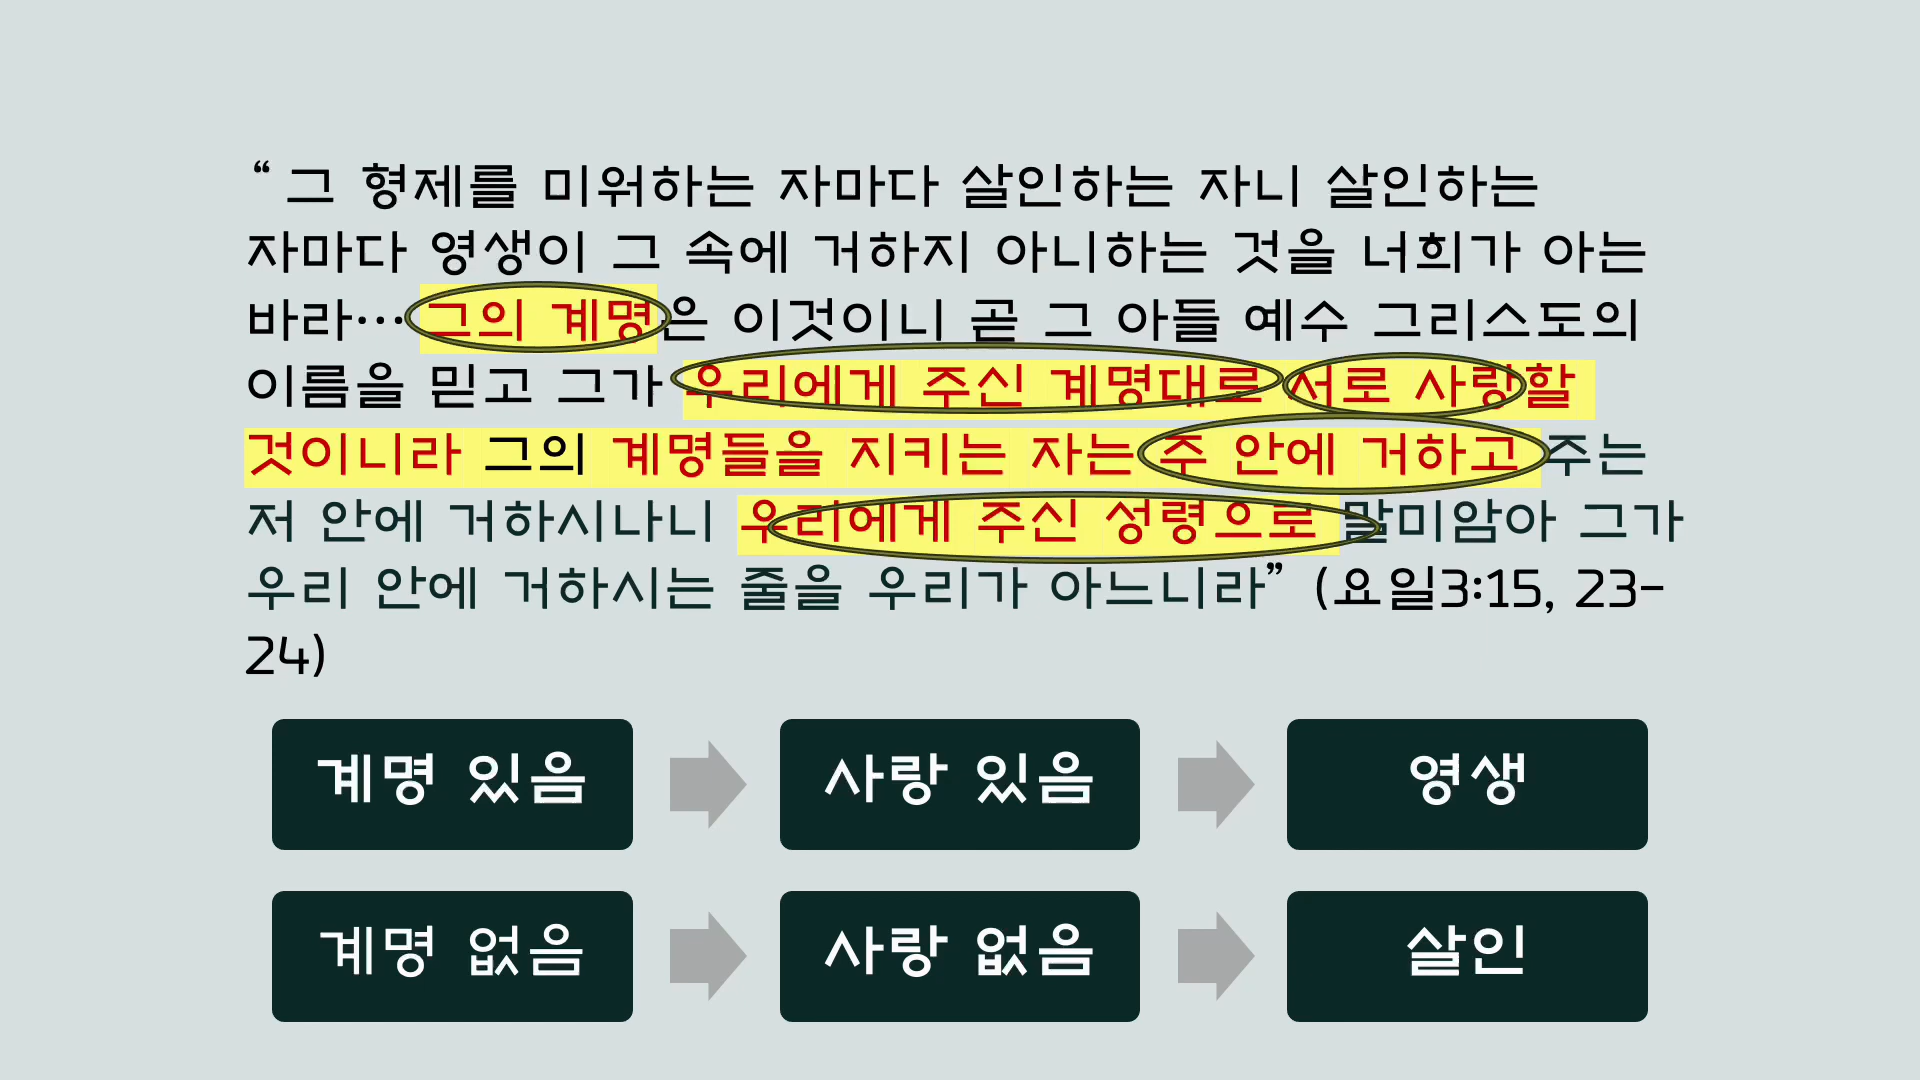 “ 그 형제를 미워하는 자마다 살인하는 자니 살인하는
자마다 영생이 그 속에 거하지 아니하는 것을 너희가 아는
바라… 그의 계명은 이것이니 곧 그 아들 예수 그리스도의
이름을 믿고 그가 우리에게 주신 계명대로 서로 사랑할
것이니라 그의 계명들을 지키는 자는 주 안에 거하고 주는
저 안에 거하시나니 우리에게 주신 성령으로 말미암아 그가
우리 안에 거하시는 줄을 우리가 아느니라” (요일3:15, 23-
24)
계명 있음 사랑 있음 영생
계명 없음 사랑 없음 살인